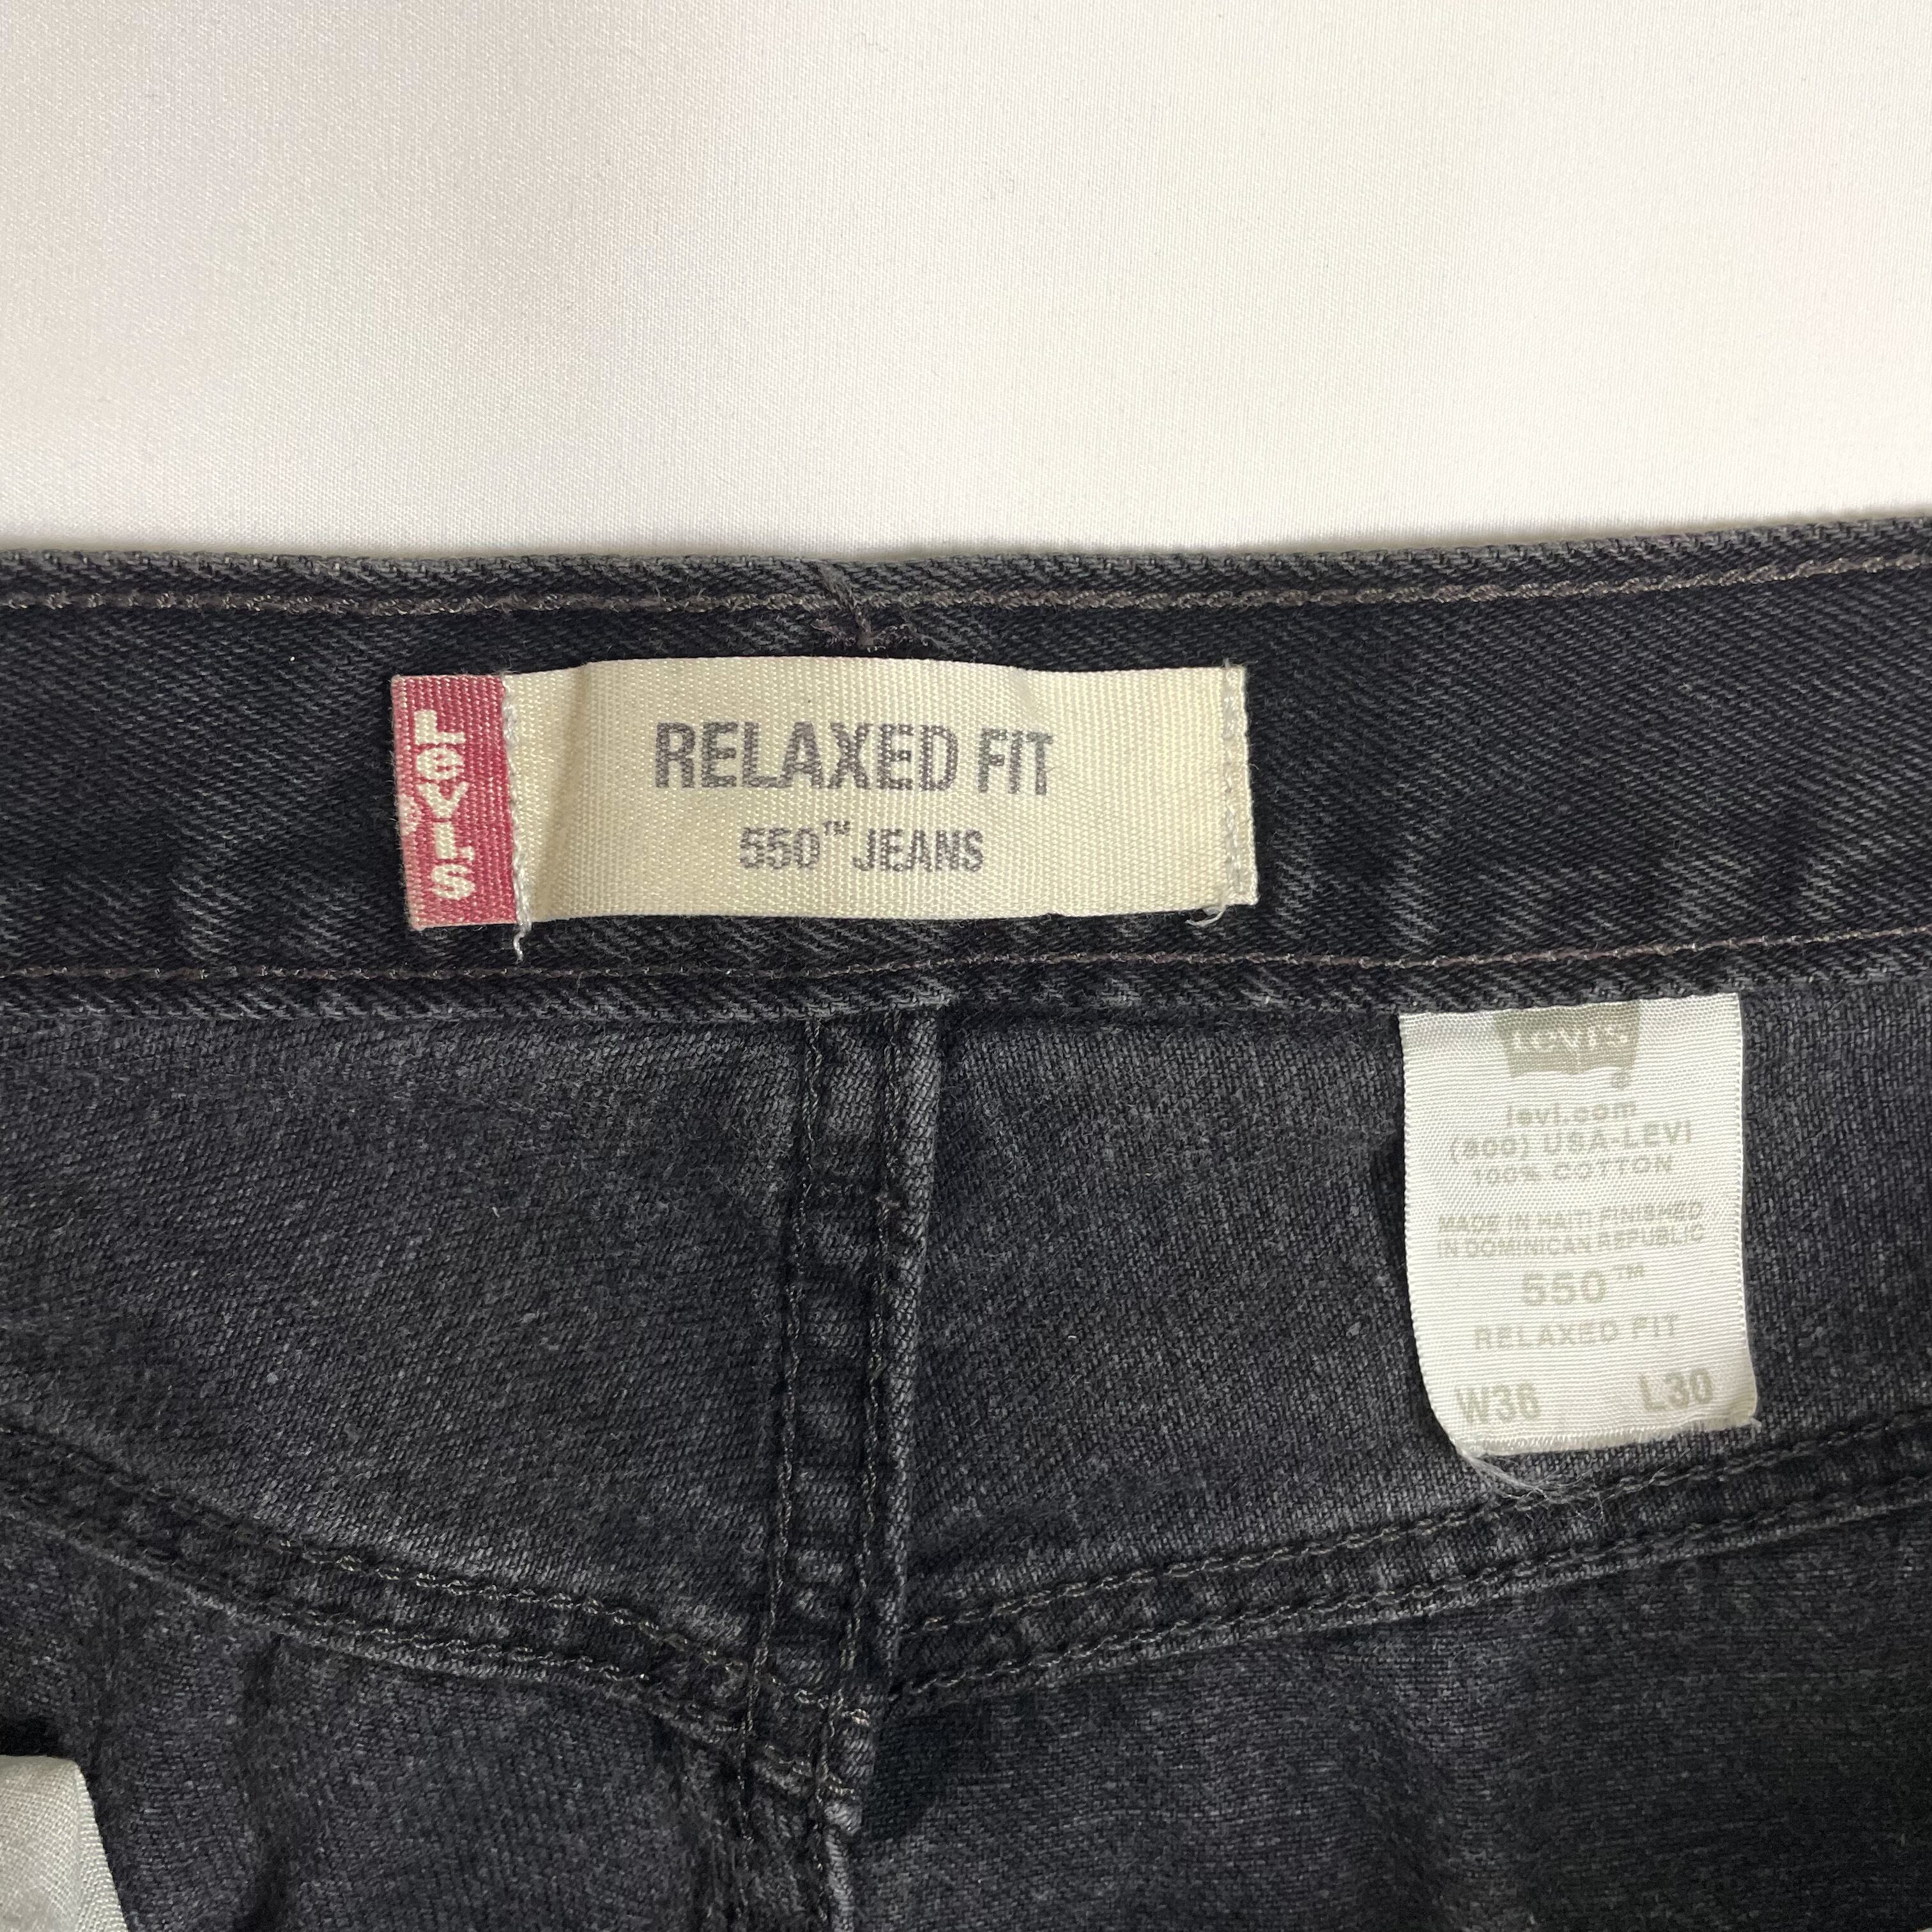 LEVI'S
RELAXED FIT
550™ JEANS
LEVI'S
®
levi.com
(800) USA-LEVI
100% COTTON
MADE IN HAITI FINISHED
IN DOMINICAN REPUBLIC
550™
RELAXED FIT
W36 L30